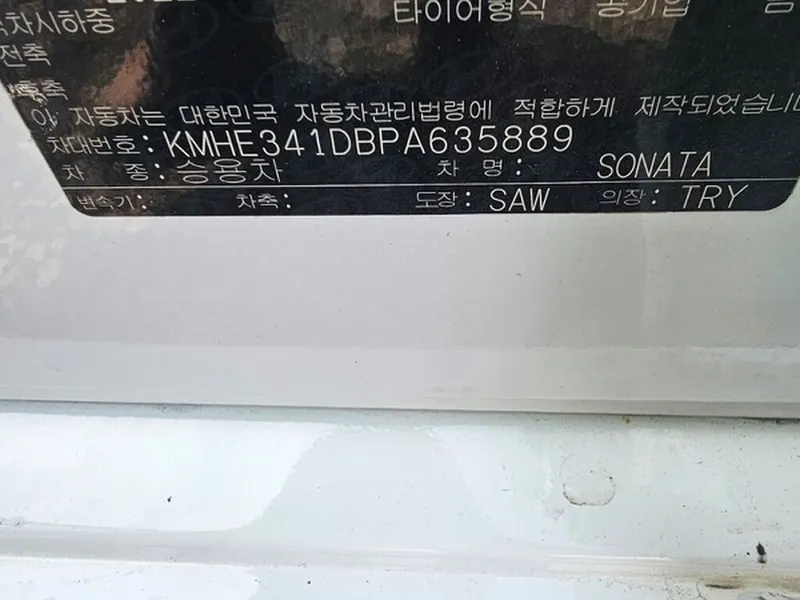 타이어형식 공기압
차시하중
전축
후축
이 자동차는 대한민국 자동차관리법령에 적합하게 제작되었습니다
차대번호: KMHE341DBPA635889
차 종: 승용차 차 명: SONATA
변속기: 차축: 도장: SAW 의장: TRY